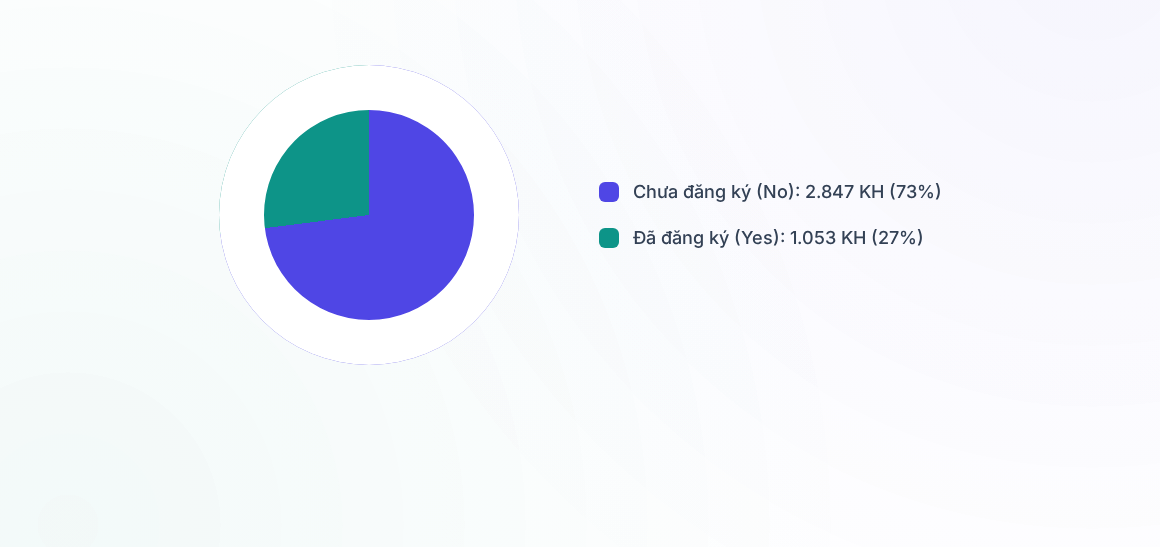 Chưa đăng ký (No): 2.847 KH (73%)
Đã đăng ký (Yes): 1.053 KH (27%)